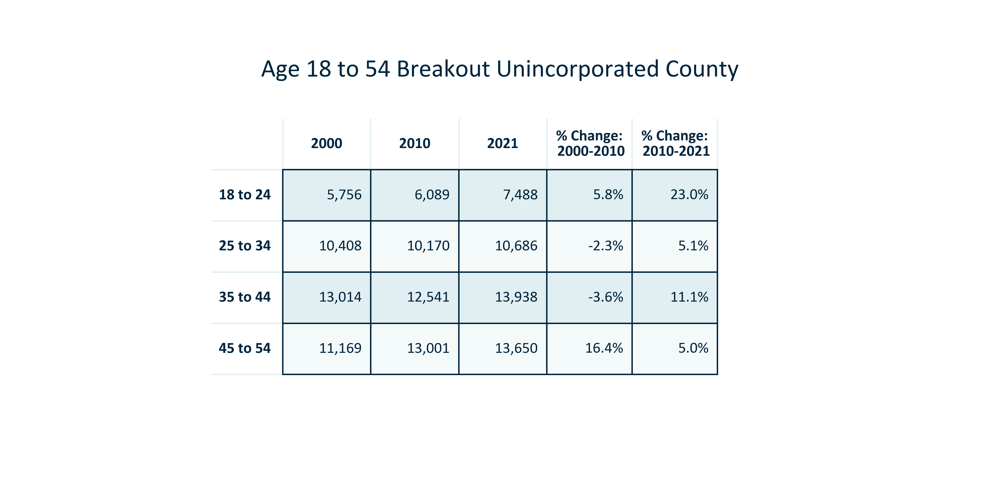 Age 18 to 54 Breakout Unincorporated County
2000 2010 2021 % Change: 2000-2010 % Change: 2010-2021
18 to 24 5,756 6,089 7,488 5.8% 23.0%
25 to 34 10,408 10,170 10,686 -2.3% 5.1%
35 to 44 13,014 12,541 13,938 -3.6% 11.1%
45 to 54 11,169 13,001 13,650 16.4% 5.0%